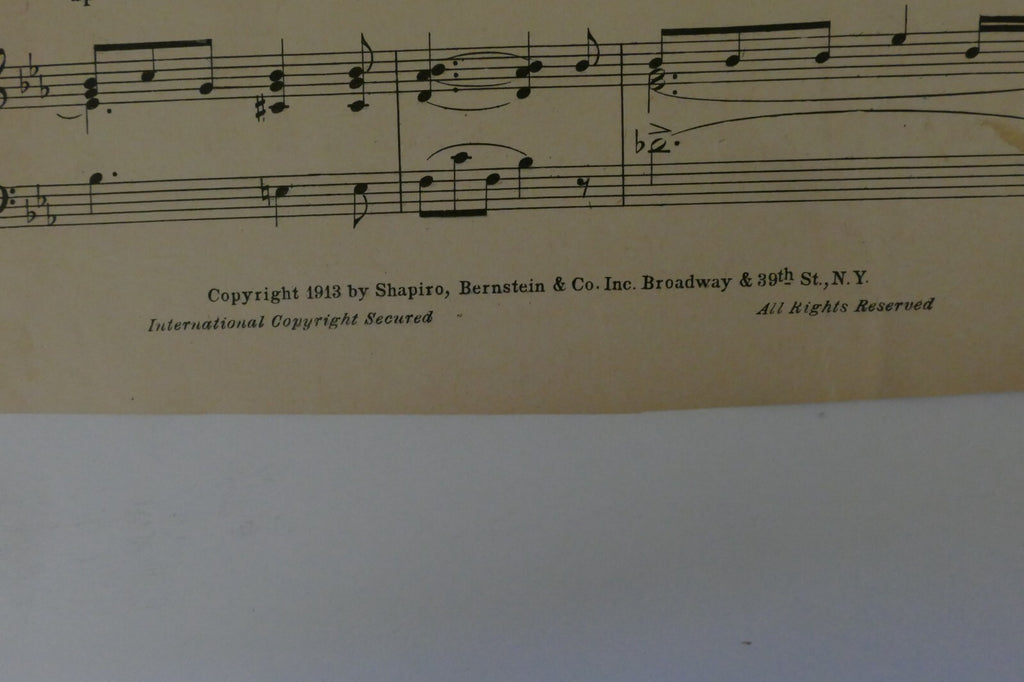 Copyright 1913 by Shapiro, Bernstein & Co. Inc. Broadway & 39th St., N.Y.
International Copyright Secured All Rights Reserved